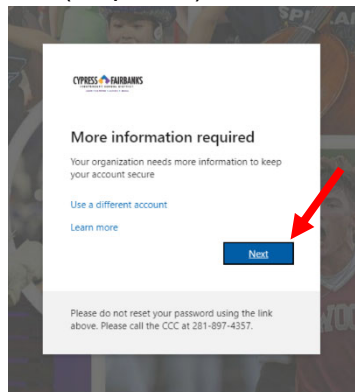 CYPRESS FAIRBANKS
More information required
Your organization needs more information to keep
your account secure
Use a different account
Learn more
Next
Please do not reset your password using the link
above. Please call the CCC at 281-897-4357.